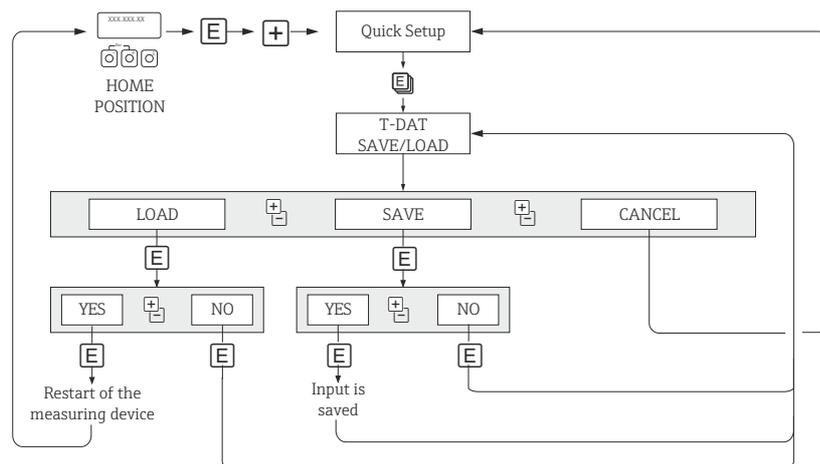 XXX.XXX.XX
Esc
E
+
Quick Setup
HOME
POSITION
E
T-DAT
SAVE/LOAD
LOAD
+
−
SAVE
+
−
CANCEL
E
E
YES
+
−
NO
YES
+
−
NO
E
E
E
E
Restart of the
measuring device
Input is
saved